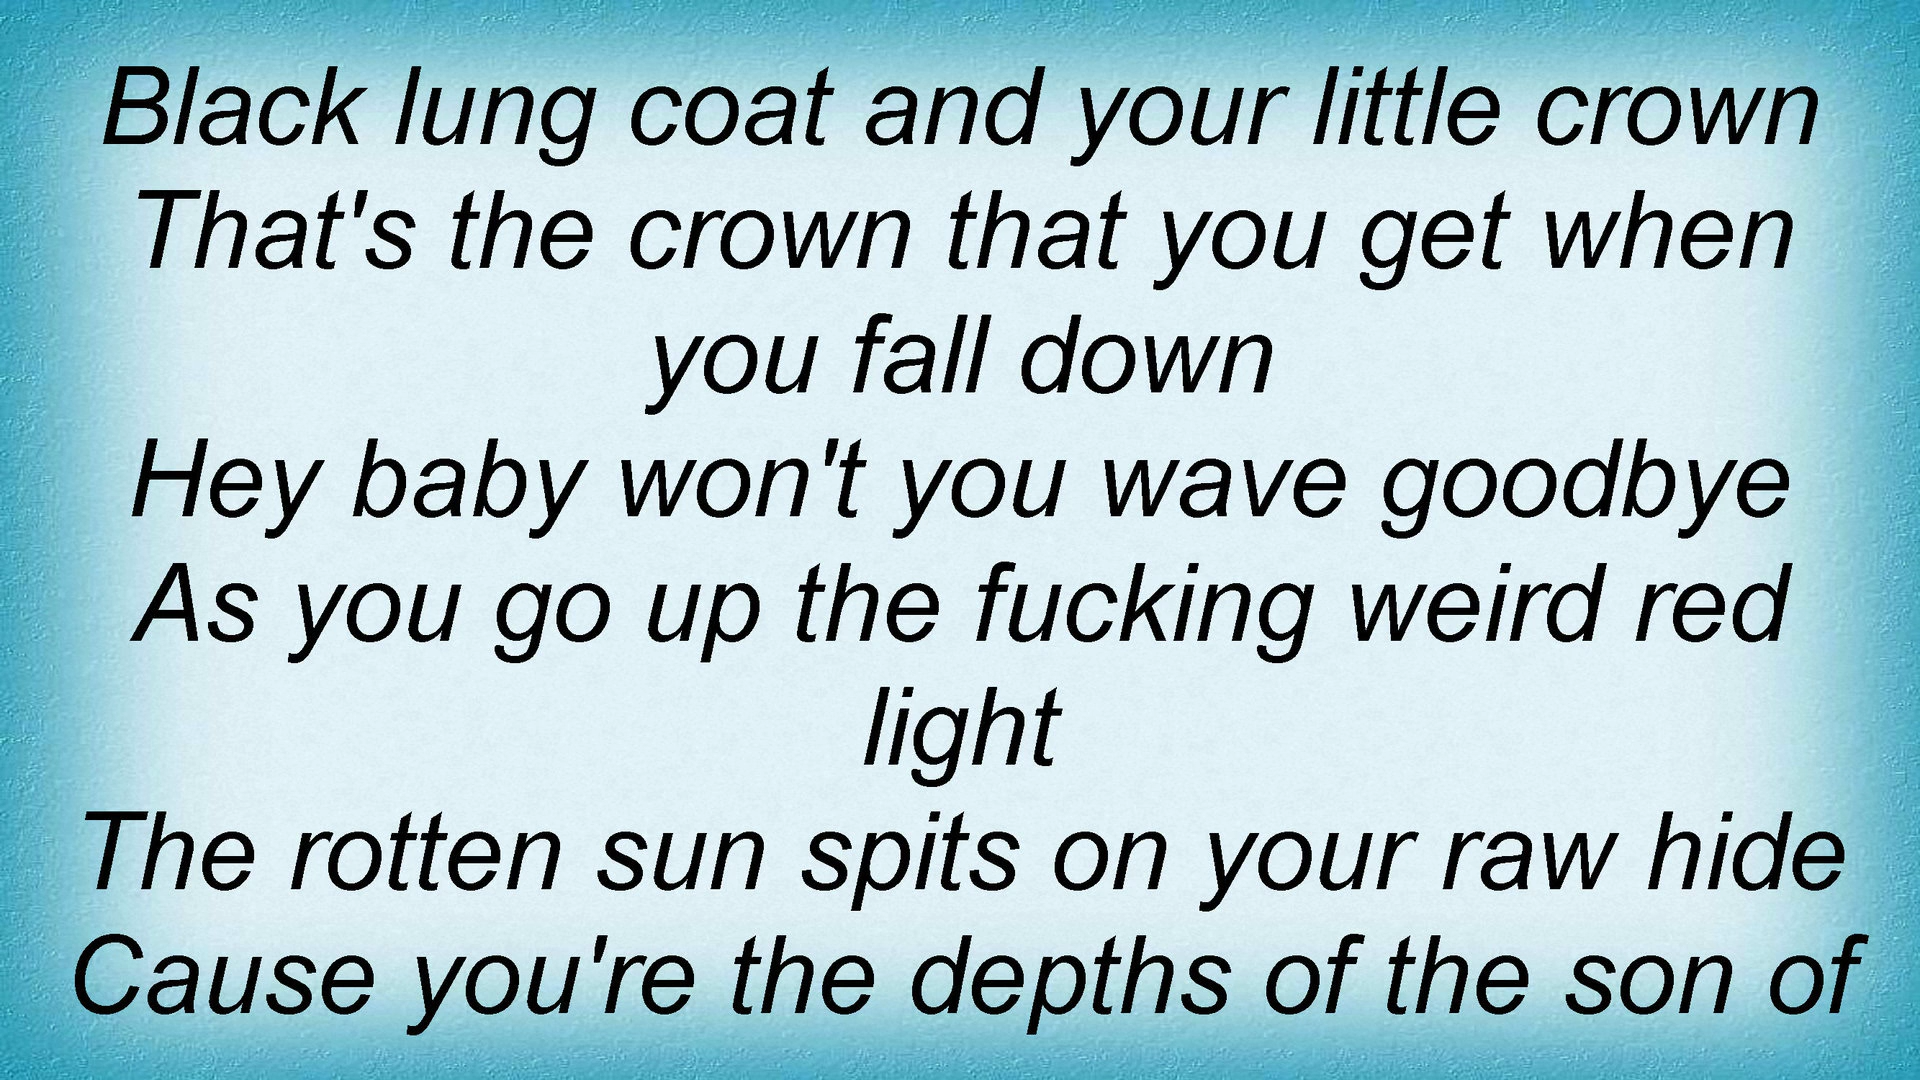 Black lung coat and your little crown
That's the crown that you get when
you fall down
Hey baby won't you wave goodbye
As you go up the fucking weird red
light
The rotten sun spits on your raw hide
Cause you're the depths of the son of